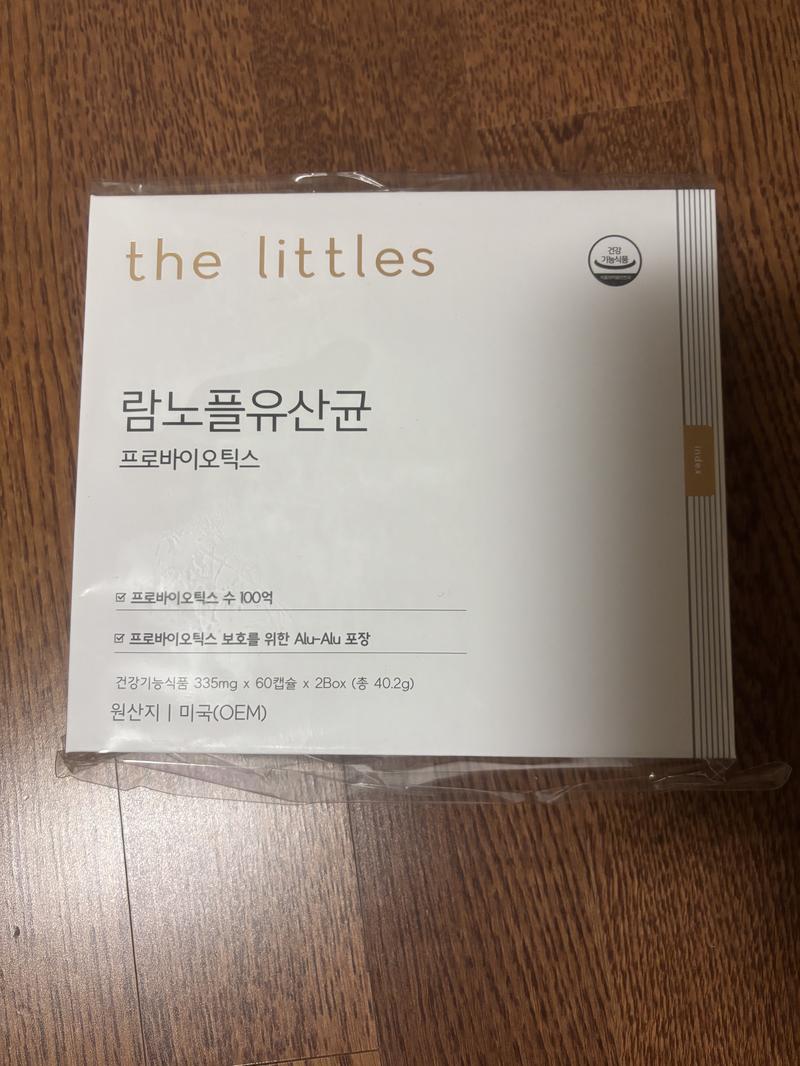 the littles
건강
기능식품
람노플유산균
프로바이오틱스
index
프로바이오틱스 수 100억
프로바이오틱스 보호를 위한 Alu-Alu 포장
건강기능식품 335mg x 60캡슐 x 2Box (총 40.2g)
원산지 | 미국(OEM)